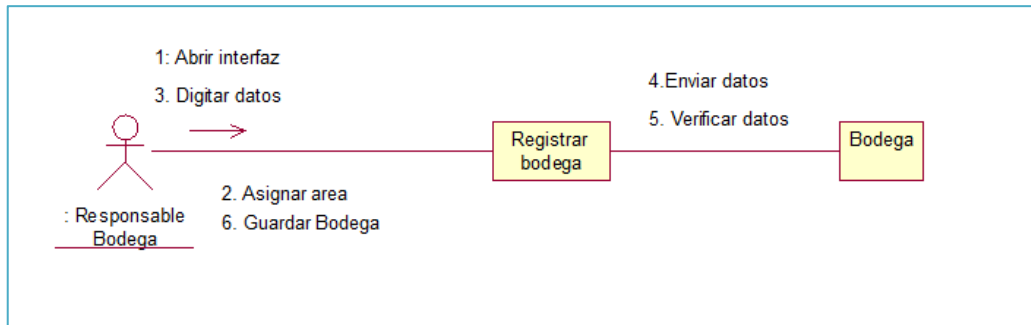 1: Abrir interfaz
3. Digitar datos
4.Enviar datos
5. Verificar datos
Registrar
bodega
Bodega
2. Asignar area
6. Guardar Bodega
: Responsable
Bodega